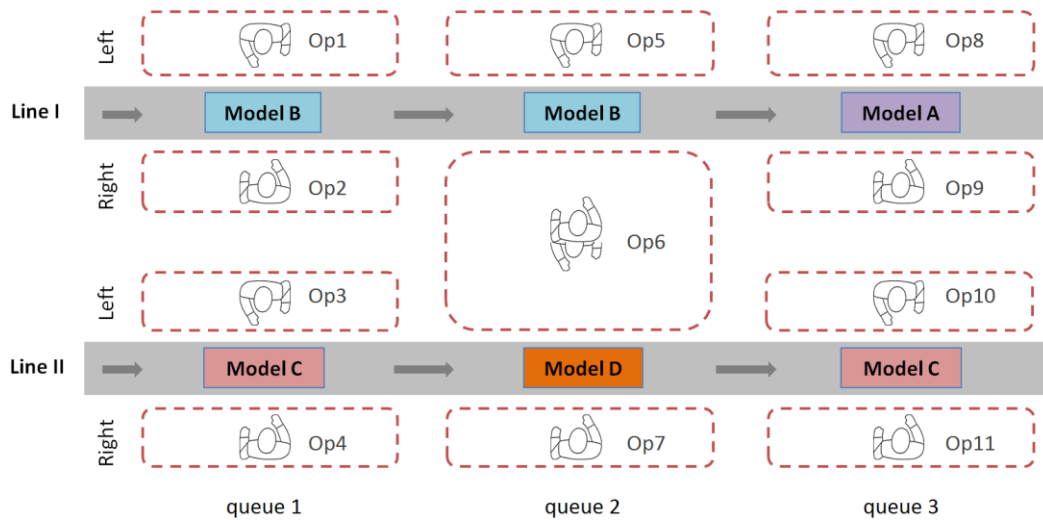 Left
Op1
Op5
Op8
Line I
Model B
Model B
Model A
Right
Op2
Op6
Op9
Left
Op3
Op10
Line II
Model C
Model D
Model C
Right
Op4
Op7
Op11
queue 1
queue 2
queue 3